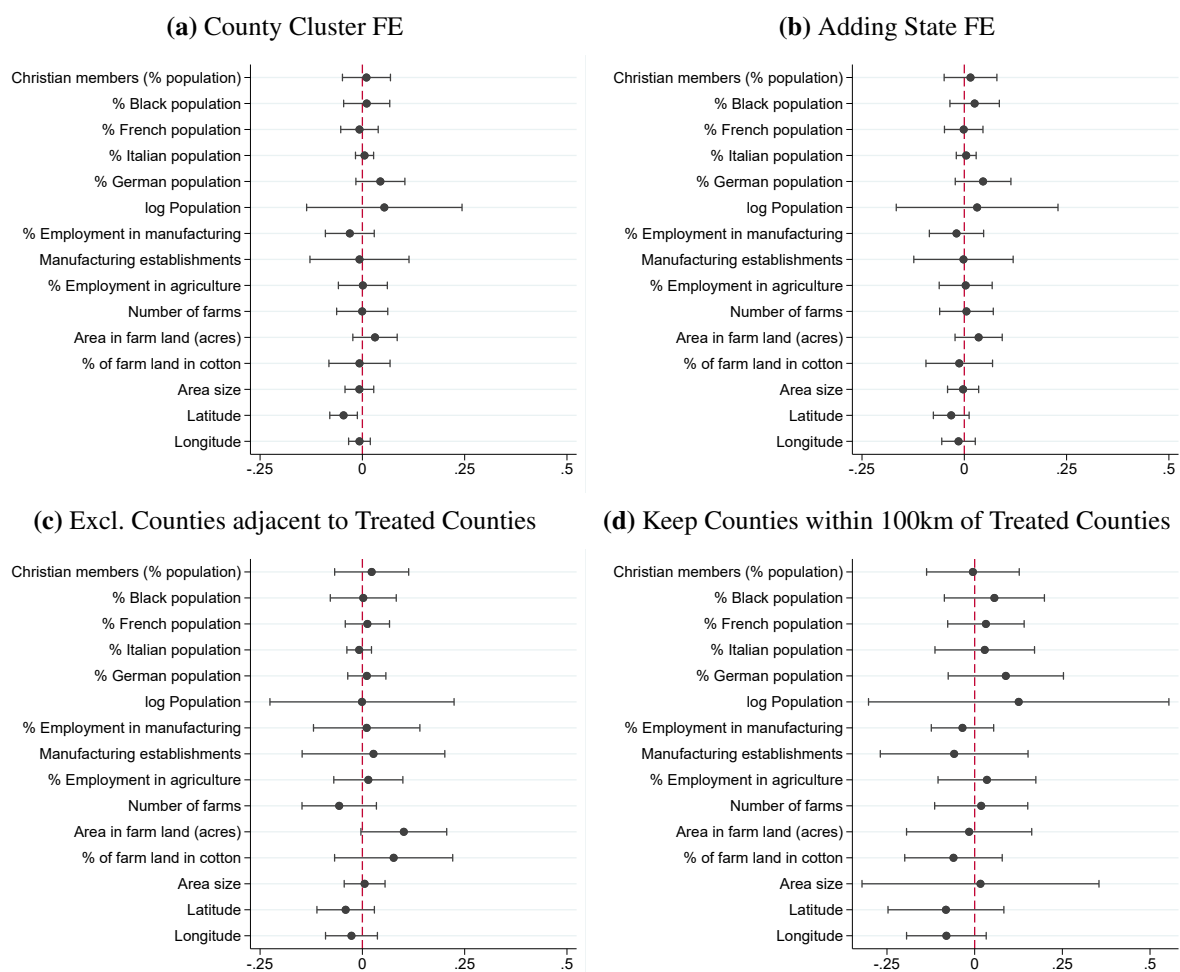 (a) County Cluster FE
Christian members (% population)
% Black population
% French population
% Italian population
% German population
log Population
% Employment in manufacturing
Manufacturing establishments
% Employment in agriculture
Number of farms
Area in farm land (acres)
% of farm land in cotton
Area size
Latitude
Longitude
-.25 0 .25 .5
(b) Adding State FE
Christian members (% population)
% Black population
% French population
% Italian population
% German population
log Population
% Employment in manufacturing
Manufacturing establishments
% Employment in agriculture
Number of farms
Area in farm land (acres)
% of farm land in cotton
Area size
Latitude
Longitude
-.25 0 .25 .5
(c) Excl. Counties adjacent to Treated Counties
Christian members (% population)
% Black population
% French population
% Italian population
% German population
log Population
% Employment in manufacturing
Manufacturing establishments
% Employment in agriculture
Number of farms
Area in farm land (acres)
% of farm land in cotton
Area size
Latitude
Longitude
-.25 0 .25 .5
(d) Keep Counties within 100km of Treated Counties
Christian members (% population)
% Black population
% French population
% Italian population
% German population
log Population
% Employment in manufacturing
Manufacturing establishments
% Employment in agriculture
Number of farms
Area in farm land (acres)
% of farm land in cotton
Area size
Latitude
Longitude
-.25 0 .25 .5